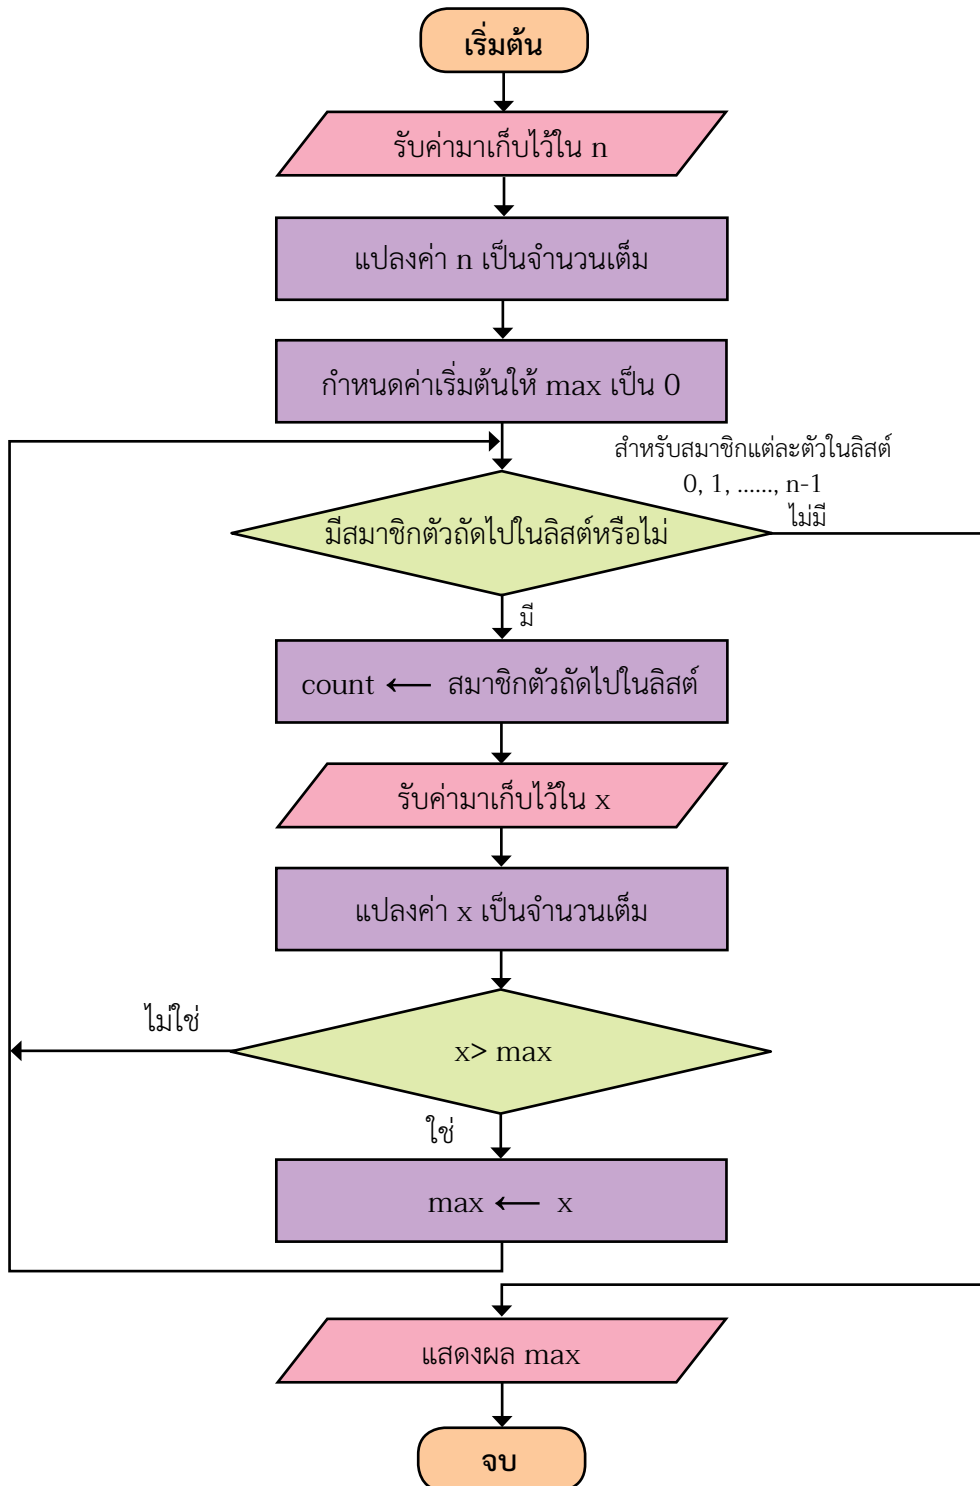 เริ่มต้น
รับค่ามาเก็บไว้ใน n
แปลงค่า n เป็นจำนวนเต็ม
กำหนดค่าเริ่มต้นให้ max เป็น 0
สำหรับสมาชิกแต่ละตัวในลิสต์
0, 1, ......, n-1
ไม่มี
มีสมาชิกตัวถัดไปในลิสต์หรือไม่
มี
count ⟵ สมาชิกตัวถัดไปในลิสต์
รับค่ามาเก็บไว้ใน x
แปลงค่า x เป็นจำนวนเต็ม
ไม่ใช่
x> max
ใช่
max ⟵ x
แสดงผล max
จบ